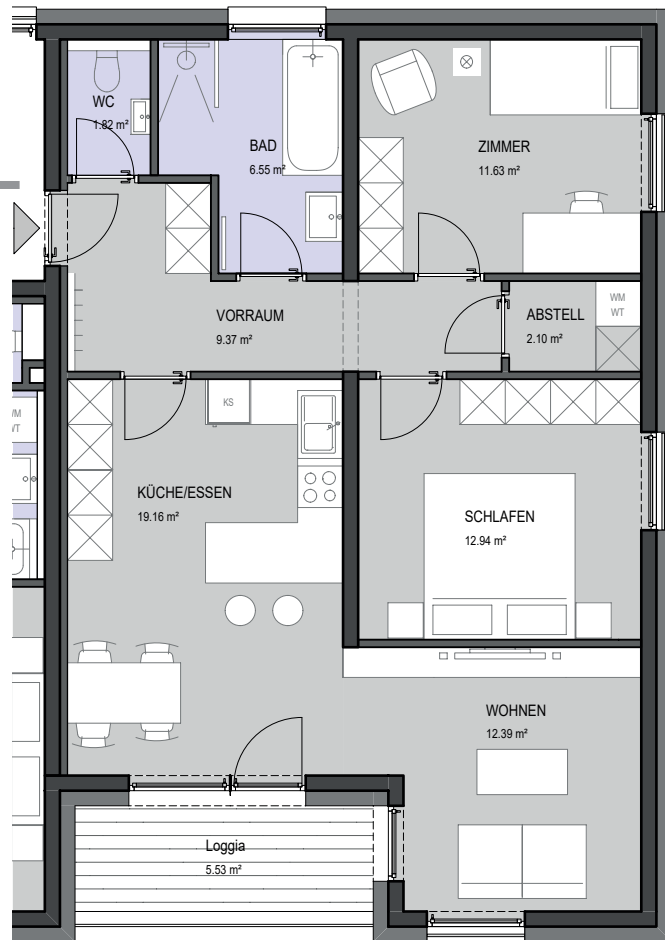 WC
1.82 m²
BAD
6.55 m²
ZIMMER
11.63 m²
VORRAUM
9.37 m²
ABSTELL
2.10 m²
WM
WT
KS
WM
WT
KÜCHE/ESSEN
19.16 m²
SCHLAFEN
12.94 m²
WOHNEN
12.39 m²
Loggia
5.53 m²